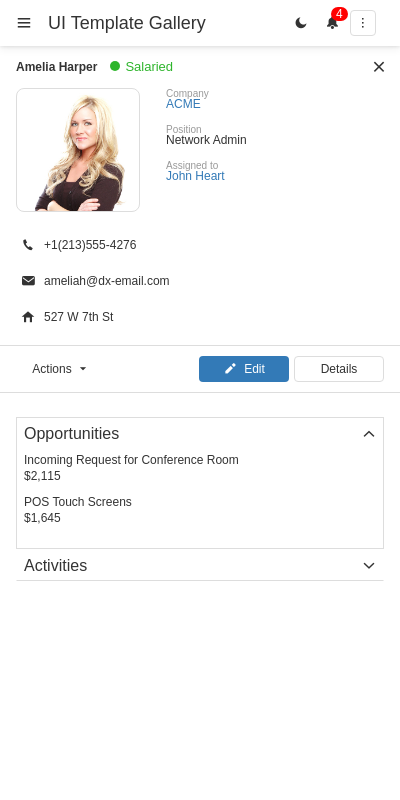 UI Template Gallery
4
Amelia Harper
Salaried
Company
ACME
Position
Network Admin
Assigned to
John Heart
+1(213)555-4276
ameliah@dx-email.com
527 W 7th St
Actions
Edit
Details
Opportunities
Incoming Request for Conference Room
$2,115
POS Touch Screens
$1,645
Activities